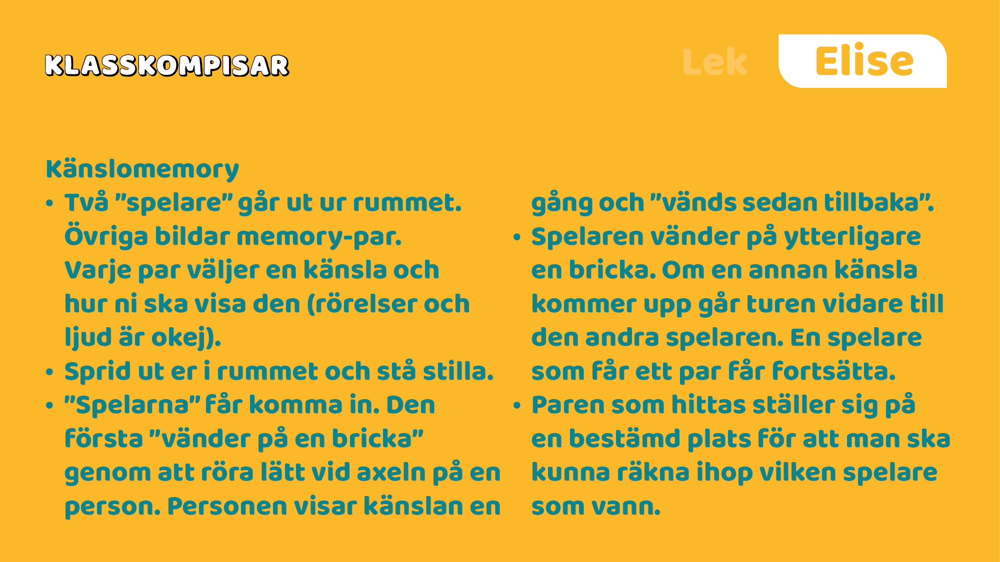 KLASSKOMPISAR
Lek
Elise
Känslomemory
• Två ”spelare” går ut ur rummet.
Övriga bildar memory-par.
Varje par väljer en känsla och
hur ni ska visa den (rörelser och
ljud är okej).
• Sprid ut er i rummet och stå stilla.
• ”Spelarna” får komma in. Den
första ”vänder på en bricka”
genom att röra lätt vid axeln på en
person. Personen visar känslan en
gång och ”vänds sedan tillbaka”.
• Spelaren vänder på ytterligare
en bricka. Om en annan känsla
kommer upp går turen vidare till
den andra spelaren. En spelare
som får ett par får fortsätta.
• Paren som hittas ställer sig på
en bestämd plats för att man ska
kunna räkna ihop vilken spelare
som vann.